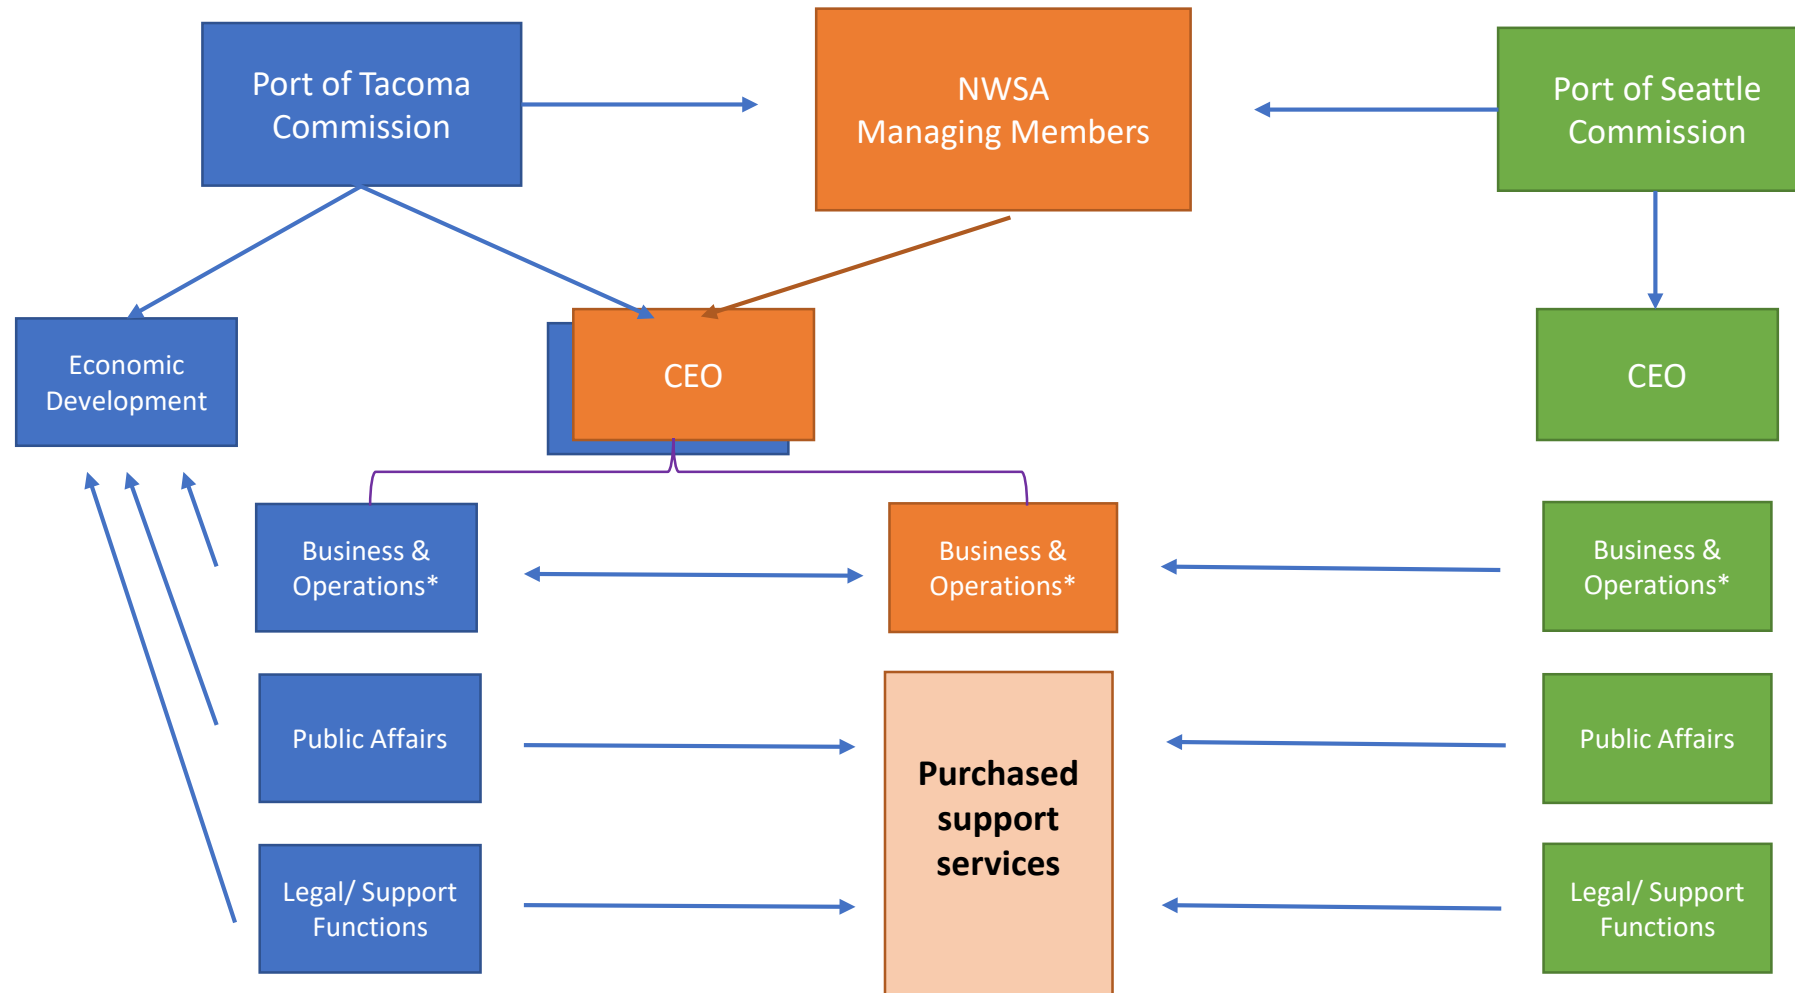 Port of Tacoma
Commission
NWSA
Managing Members
Port of Seattle
Commission
Economic
Development
CEO
CEO
Business &
Operations*
Business &
Operations*
Business &
Operations*
Public Affairs
Purchased
support
services
Public Affairs
Legal/ Support
Functions
Legal/ Support
Functions